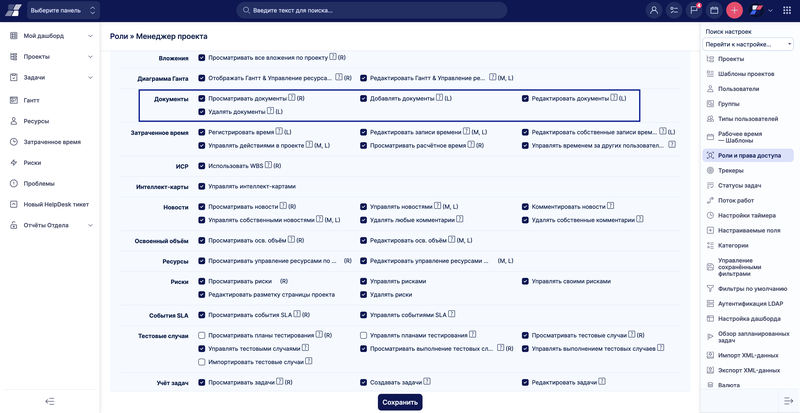 Выберите панель
Введите текст для поиска...
4
Мой дашборд
Проекты
Задачи
Гантт
Ресурсы
Затраченное время
Риски
Проблемы
Новый HelpDesk тикет
Отчёты Отдела
Роли » Менеджер проекта
Вложения Просматривать все вложения по проекту ? (R)
Диаграмма Ганта Отображать Гантт & Управление ресурса... ? (R) Редактировать Гантт & Управление ре... ? (M, L)
Документы Просматривать документы ? (R) Добавлять документы ? (L) Редактировать документы ? (L)
Удалять документы ? (L)
Затраченное время Регистрировать время ? (L) Редактировать записи времени ? (M, L) Редактировать собственные записи врем... ? (L)
Управлять действиями в проекте ? (M, L) Просматривать расчётное время ? (R) Управлять временем за других пользовател... ?
ИСР Использовать WBS ? (R)
Интеллект-карты Управлять интеллект-картами
Новости Просматривать новости ? (R) Управлять новостями ? (M, L) Комментировать новости ?
Управлять собственными новостями ? (M, L) Удалять любые комментарии ? Удалять собственные комментарии ?
Освоенный объём Просматривать осв. объём ? (R) Редактировать осв. объём ? (M, L)
Ресурсы Просматривать управление ресурсами по ... (R) Редактировать управление ресурсами ... (M, L)
Риски Просматривать риски (R) Управлять рисками Управлять своими рисками
Редактировать разметку страницы проекта Удалять риски
События SLA Просматривать события SLA ? (R) Управлять событиями SLA ?
Тестовые случаи Просматривать планы тестирования ? (R) Управлять планами тестирования ? Просматривать тестовые случаи ? (R)
Управлять тестовыми случаями ? Просматривать выполнение тестовых сл... ? (R) Управлять выполнением тестовых случаев ?
Импортировать тестовые случаи ?
Учёт задач Просматривать задачи ? (R) Создавать задачи ? Редактировать задачи ?
Сохранить
Поиск настроек
Перейти к настройке...
Проекты
Шаблоны проектов
Пользователи
Группы
Типы пользователей
Рабочее время
— Шаблоны
Роли и права доступа
Трекеры
Статусы задач
Поток работ
Настройки таймера
Настраиваемые поля
Категории
Управление
сохранёнными
фильтрами
Фильтры по умолчанию
Аутентификация LDAP
Настройка дашборда
Обзор запланированных
задач
Импорт XML-данных
Экспорт XML-данных
Валюта